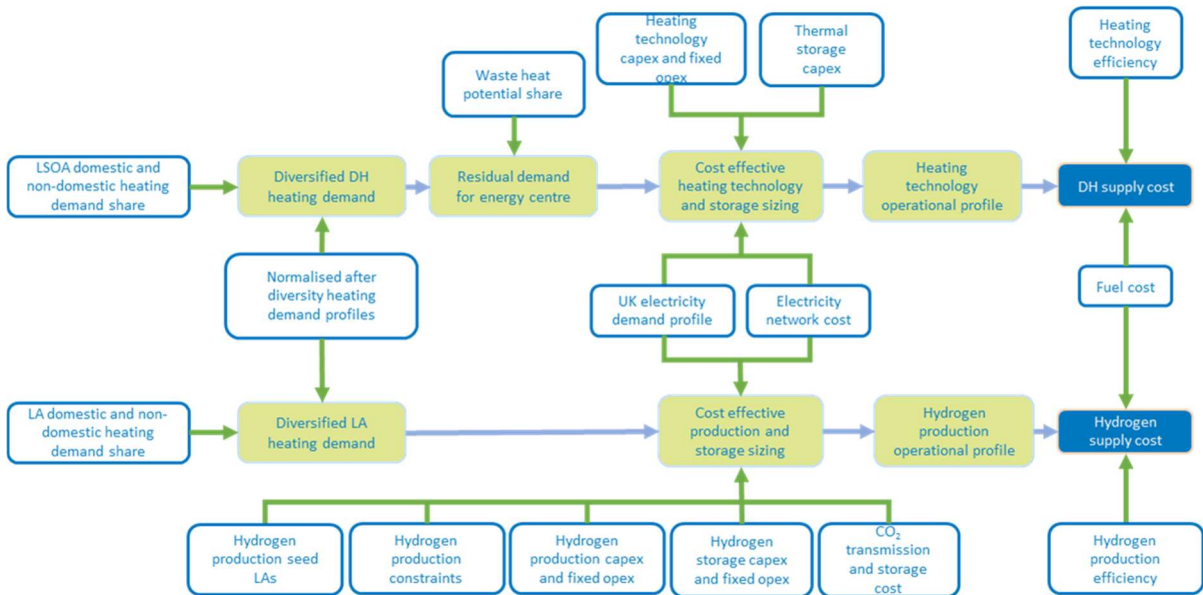 Heating
technology
capex and fixed opex
Thermal
storage
capex
Heating
technology
efficiency
Waste heat
potential share
LSOA domestic and
non-domestic heating
demand share
Diversified DH
heating demand
Residual demand
for energy centre
Cost effective
heating technology
and storage sizing
Heating
technology
operational profile
DH supply cost
Normalised after
diversity heating
demand profiles
UK electricity
demand profile
Electricity
network cost
Fuel cost
LA domestic and non-
domestic heating
demand share
Diversified LA
heating demand
Cost effective
production and
storage sizing
Hydrogen
production
operational profile
Hydrogen
supply cost
Hydrogen
production seed
LAs
Hydrogen
production
constraints
Hydrogen
production capex
and fixed opex
Hydrogen
storage capex
and fixed opex
CO₂
transmission
and storage
cost
Hydrogen
production
efficiency